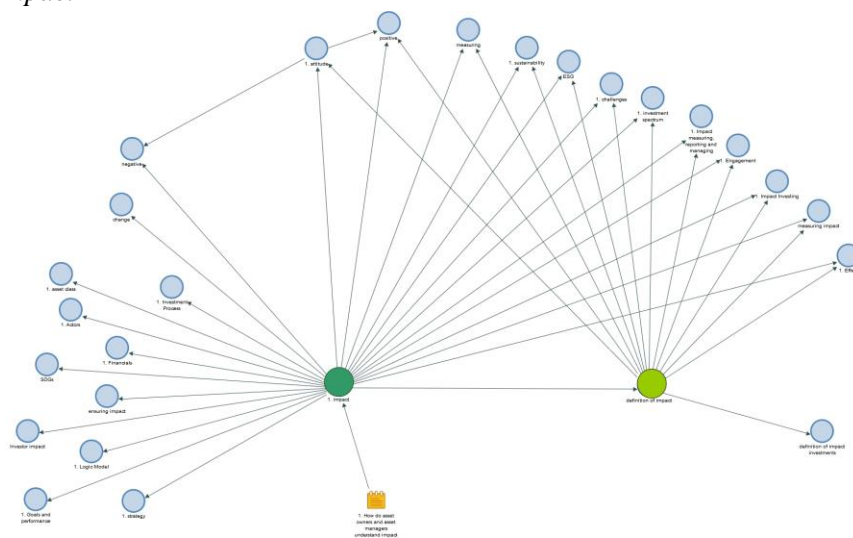 positive
measuring
1. attitude
1. sustainability
ESG
1. challenges
1. investment
spectrum
1. Impact
measuring,
reporting and
managing
negative
1. Engagement
1. Impact Investing
change
measuring impact
1. asset class
1. Investment
Process
1. Actors
1. Financials
SDGs
ensuring impact
1. impact
definition of impact
Investor impact
1. Logic Model
definition of impact
investments
1. Goals and
performance
1. strategy
1. How do asset
owners and asset
managers
understand impact